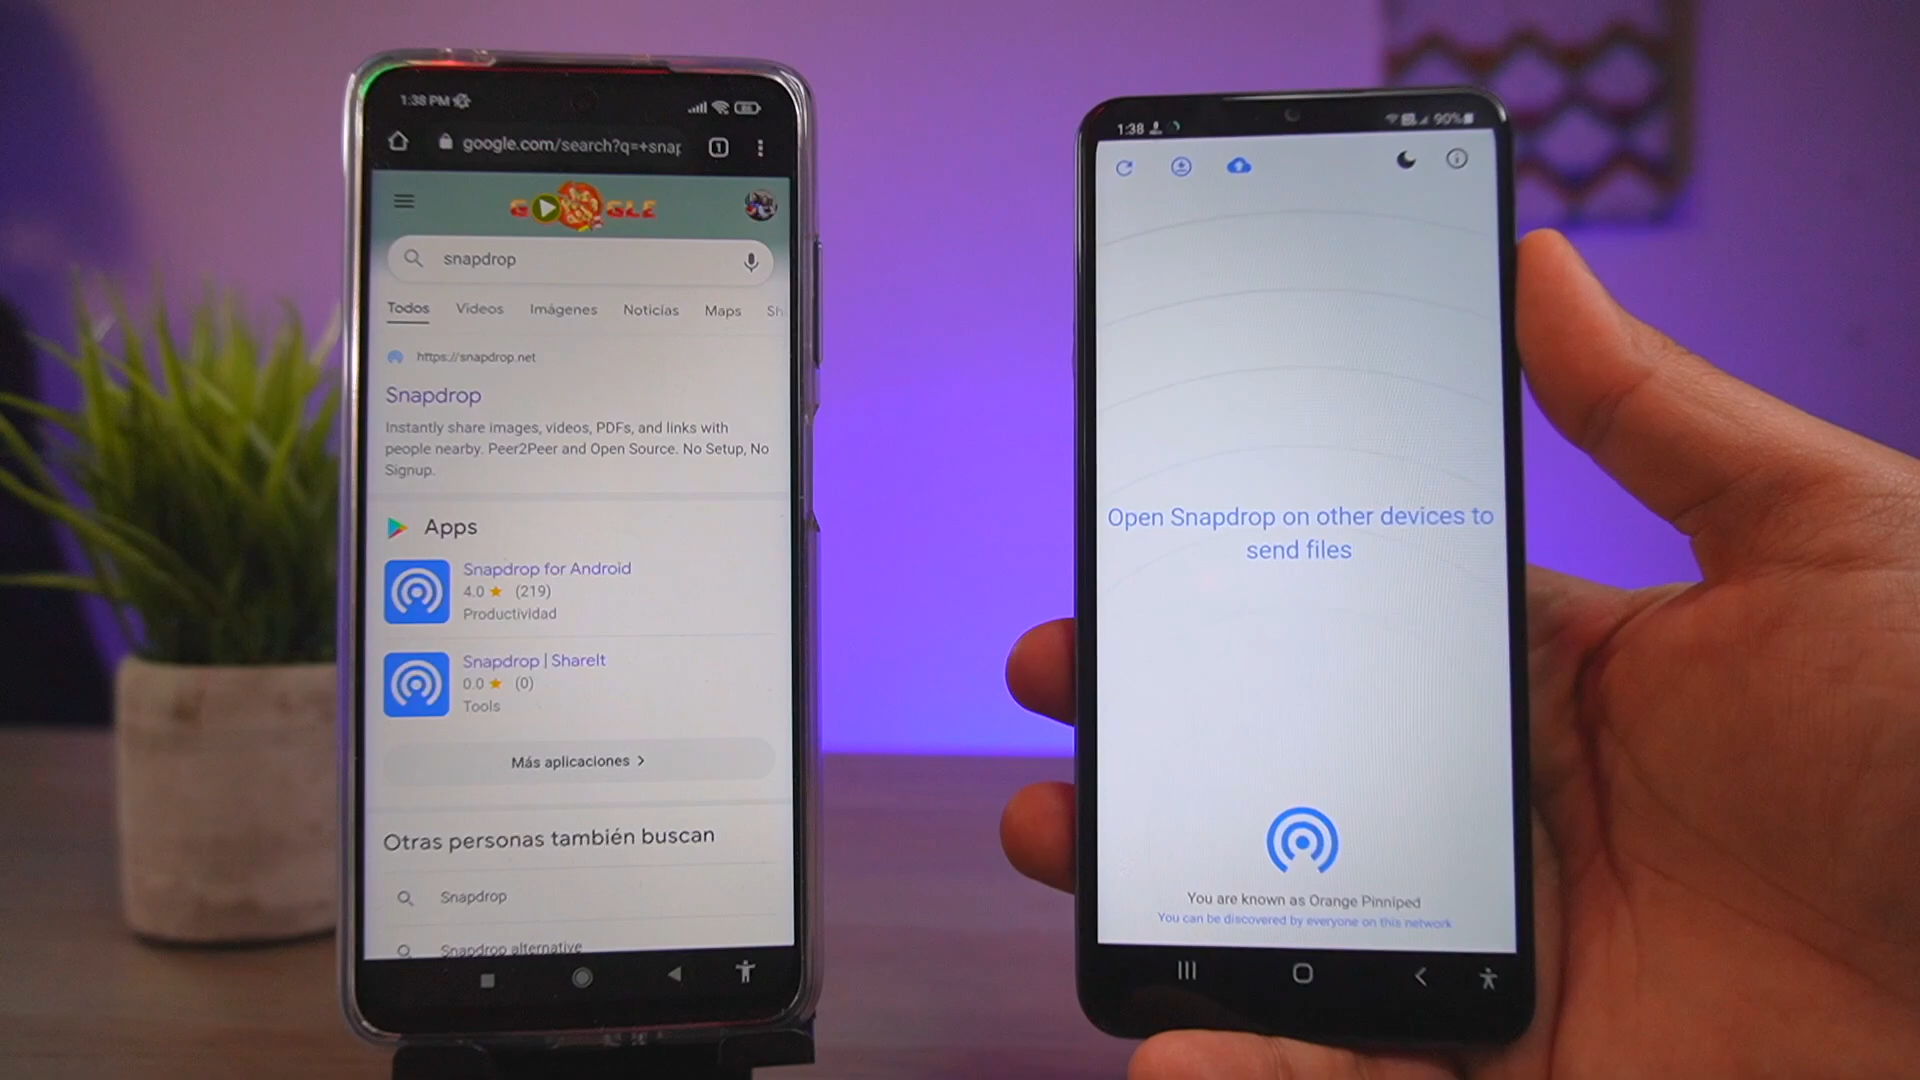 1:38 PM
google.com/search?q=+snap
1
GOOGLE
snapdrop
Todos Videos Imágenes Noticias Maps Sh
https://snapdrop.net
Snapdrop
Instantly share images, videos, PDFs, and links with
people nearby. Peer2Peer and Open Source. No Setup, No
Signup.
Apps
Snapdrop for Android
4.0 ★ (219)
Productividad
Snapdrop | ShareIt
0.0 ★ (0)
Tools
Más aplicaciones >
Otras personas también buscan
Snapdrop
Snapdrop alternative
1:38
90%
Open Snapdrop on other devices to
send files
You are known as Orange Pinniped
You can be discovered by everyone on this network